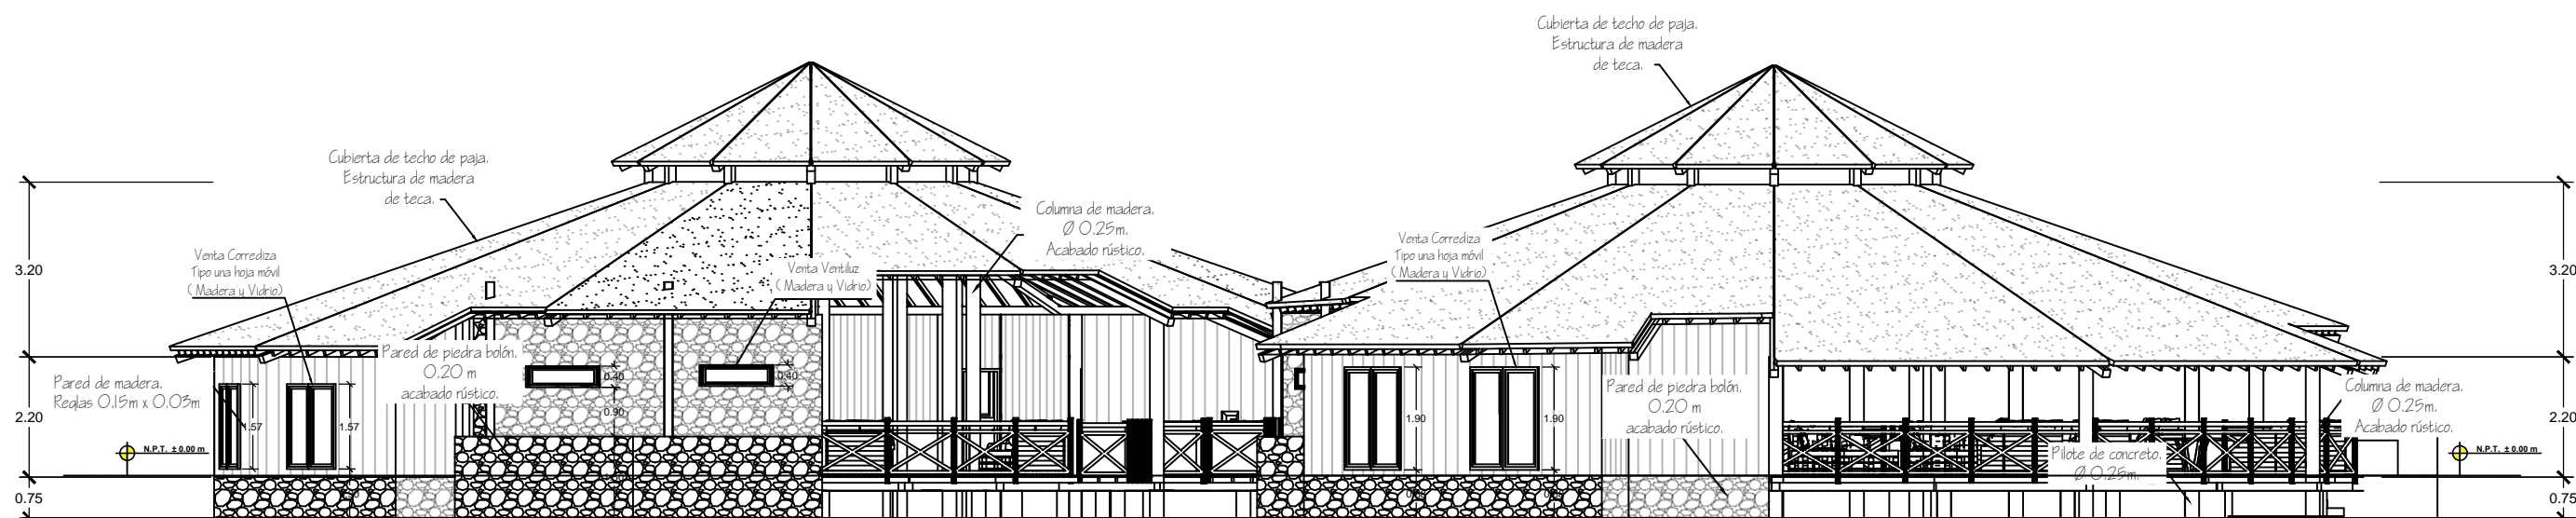 Cubierta de techo de paja.
Estructura de madera
de teca.
Cubierta de techo de paja.
Estructura de madera
de teca.
Columna de madera.
Ø 0.25m.
Acabado rústico.
Venta Corrediza
Tipo una hoja móvil
( Madera y Vidrio)
Venta Ventiluz
( Madera y Vidrio)
Venta Corrediza
Tipo una hoja móvil
( Madera y Vidrio)
3.20
3.20
Pared de piedra bolón.
0.20 m
acabado rústico.
Pared de madera.
Reglas 0.15m x 0.03m
0.40
0.40
0.90
1.57
1.57
1.90
1.90
Pared de piedra bolón.
0.20 m
acabado rústico.
Columna de madera.
Ø 0.25m.
Acabado rústico.
2.20
2.20
N.P.T. ± 0.00 m
N.P.T. ± 0.00 m
Pilote de concreto.
Ø 0.25m.
0.75
0.75